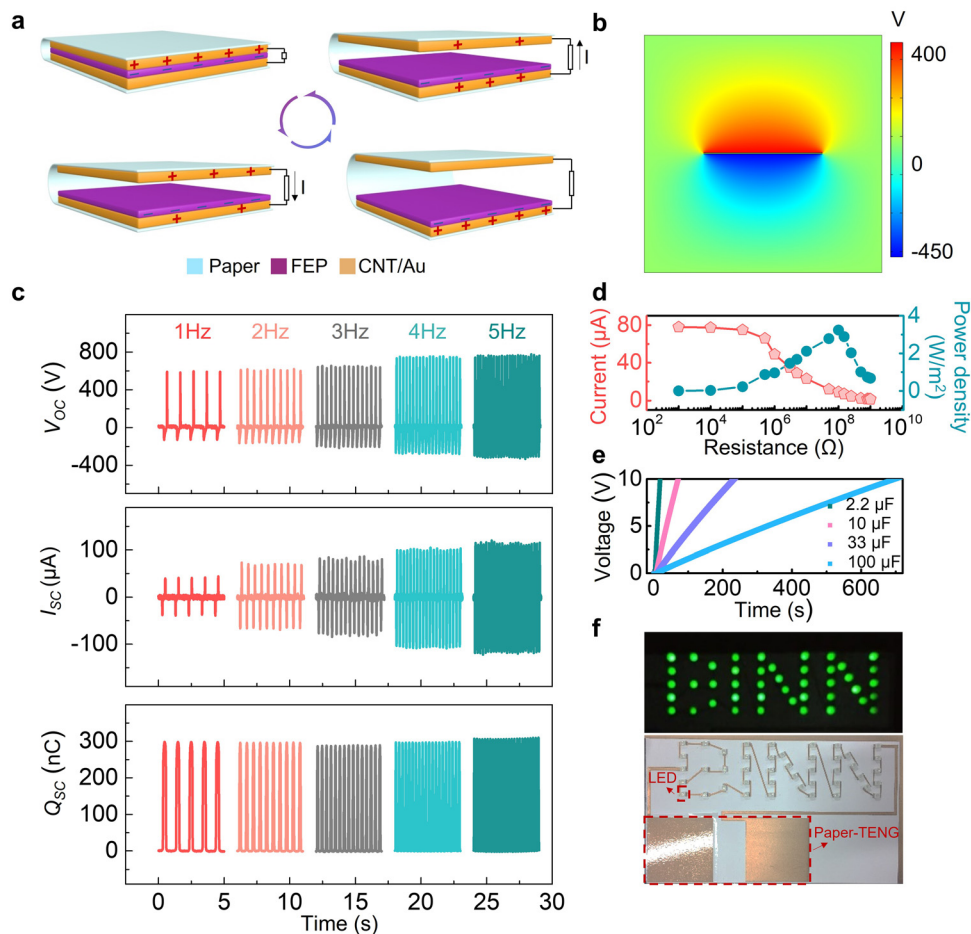 a
I
I
I
Paper FEP CNT/Au
b
V
400
0
-450
c
1Hz 2Hz 3Hz 4Hz 5Hz
800
400
0
-400
V_OC (V)
100
0
-100
I_SC (µA)
300
200
100
0
Q_SC (nC)
0 5 10 15 20 25 30
Time (s)
d
80
40
0
Current (µA)
4
3
2
1
0
Power density
(W/m²)
10² 10⁴ 10⁶ 10⁸ 10¹⁰
Resistance (Ω)
e
10
5
0
Voltage (V)
2.2 µF
10 µF
33 µF
100 µF
0 200 400 600
Time (s)
f
BINN
LED
Paper-TENG